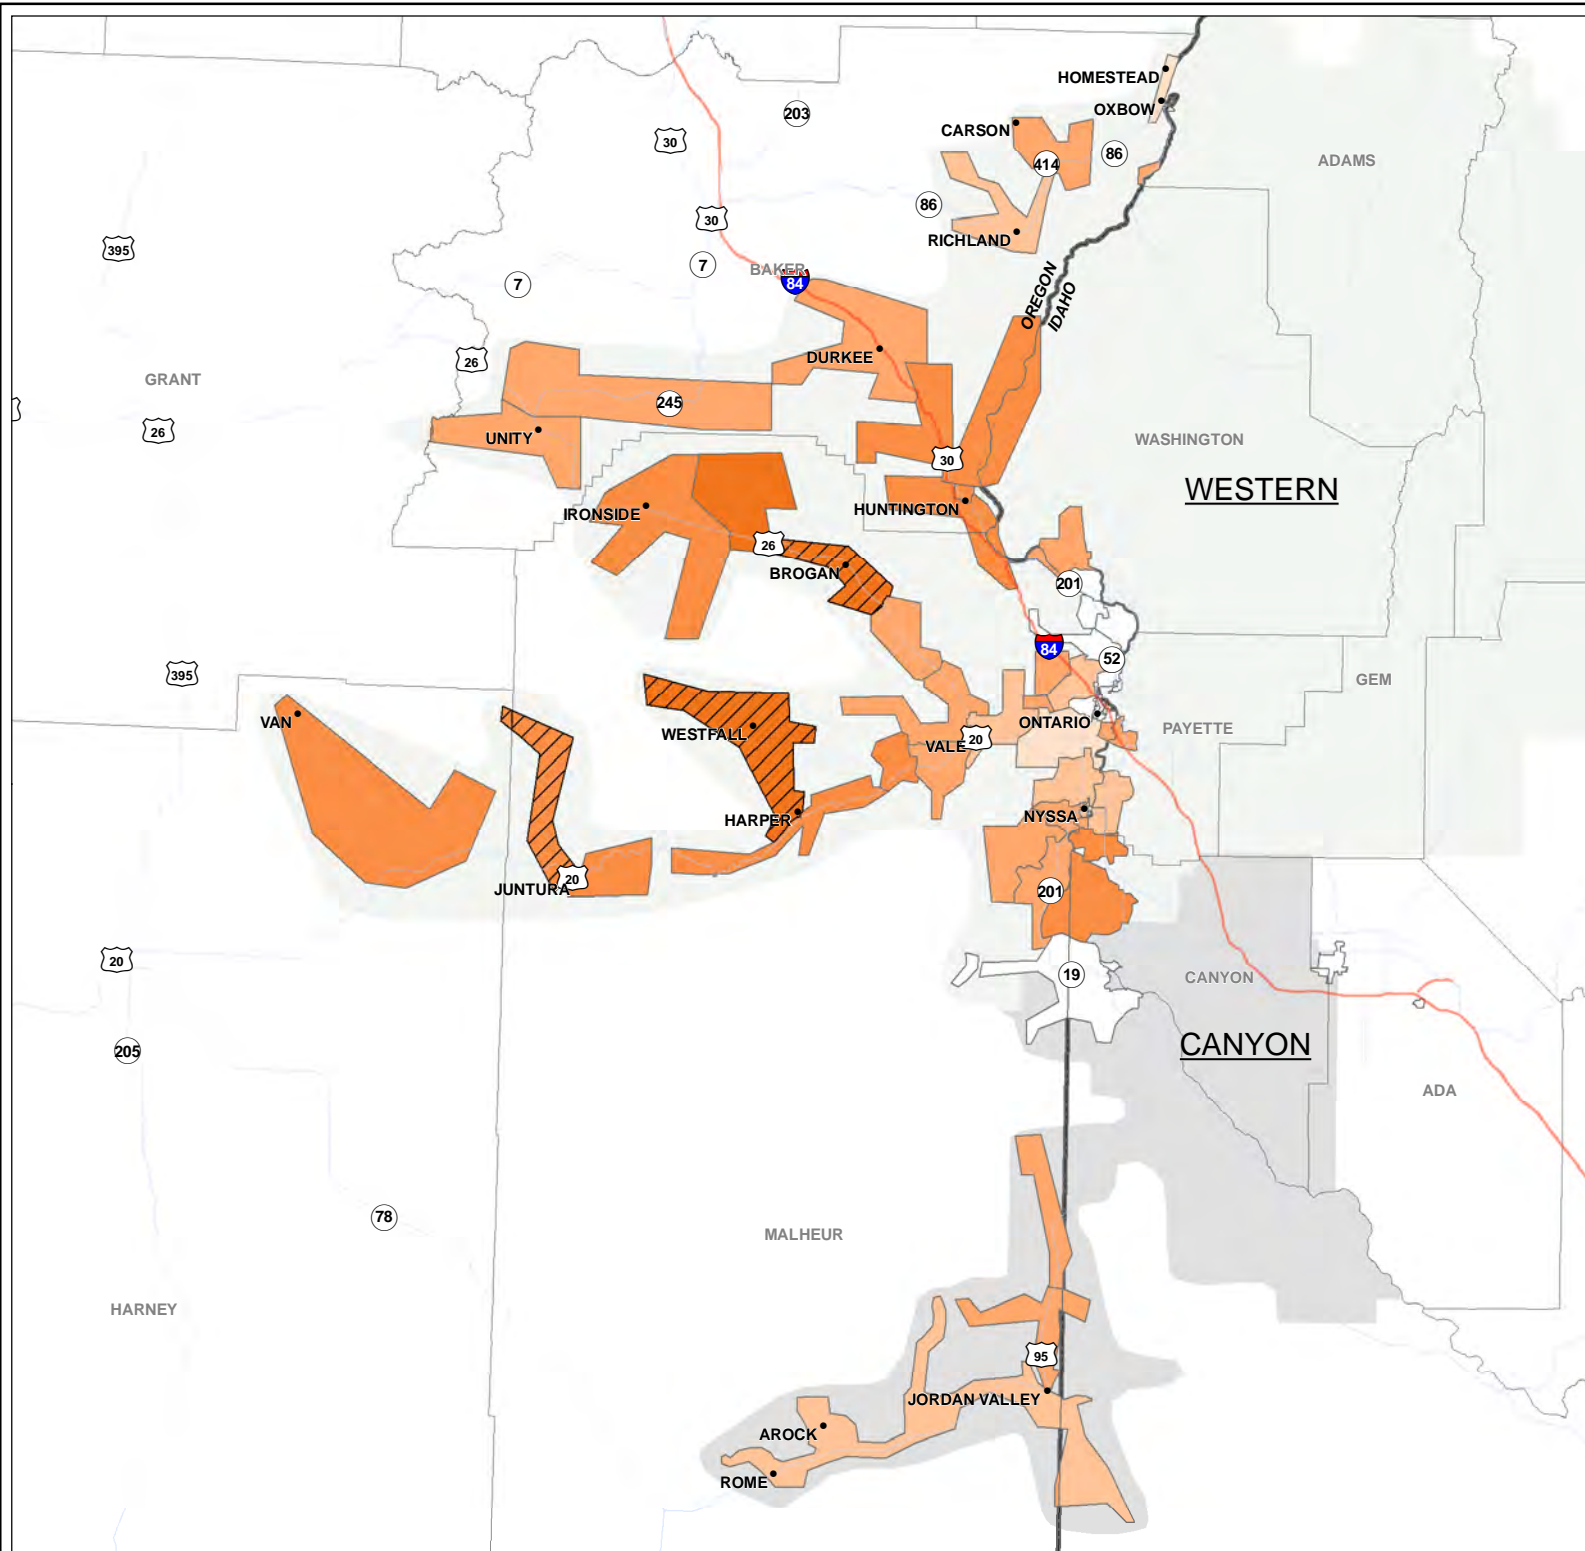 HOMESTEAD
OXBOW
203
CARSON
30
86
414
ADAMS
86
30
RICHLAND
395
7
BAKER
84
7
OREGON
IDAHO
DURKEE
26
GRANT
245
26
UNITY
WASHINGTON
30
WESTERN
IRONSIDE
HUNTINGTON
26
BROGAN
201
84
52
395
GEM
VAN
WESTFALL
ONTARIO
PAYETTE
VALE
20
HARPER
NYSSA
20
JUNTURA
201
20
19
CANYON
CANYON
205
ADA
78
MALHEUR
HARNEY
95
JORDAN VALLEY
AROCK
ROME